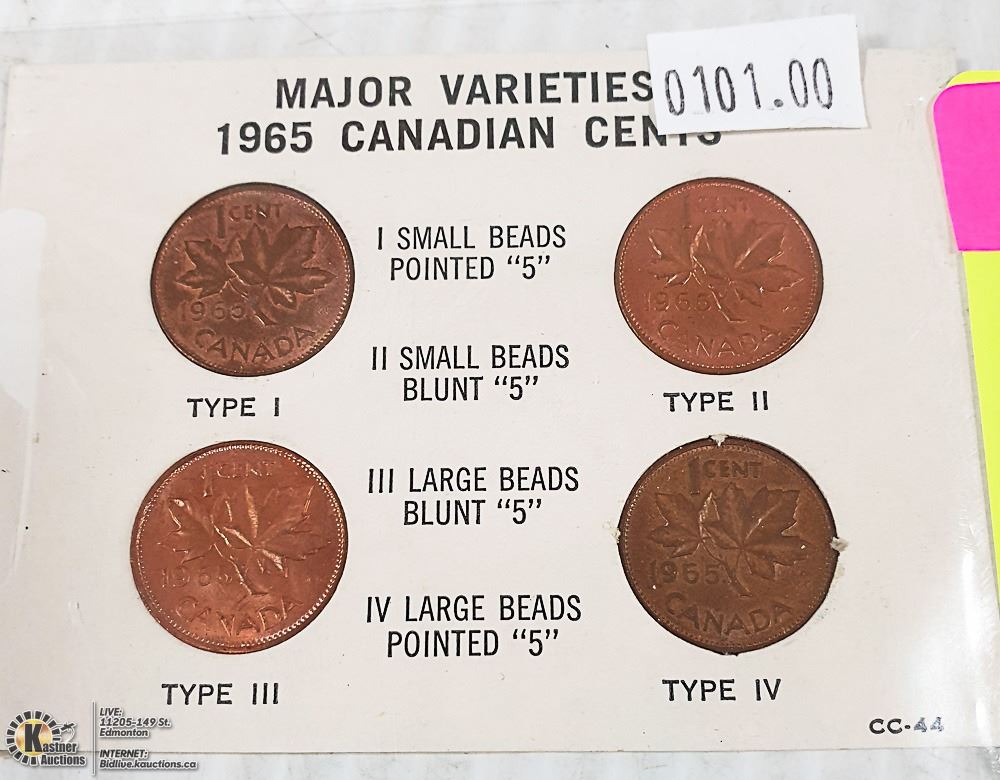 MAJOR VARIETIES
0101.00
1965 CANADIAN CENTS
1 CENT
1965
CANADA
TYPE I
I SMALL BEADS
POINTED "5"
1 CENT
1965
CANADA
TYPE II
II SMALL BEADS
BLUNT "5"
1 CENT
1965
CANADA
TYPE III
III LARGE BEADS
BLUNT "5"
1 CENT
1965
CANADA
TYPE IV
IV LARGE BEADS
POINTED "5"
CC-44
Kastner
Auctions
LIVE:
11205-149 St.
Edmonton
INTERNET:
Bidlive.kauctions.ca